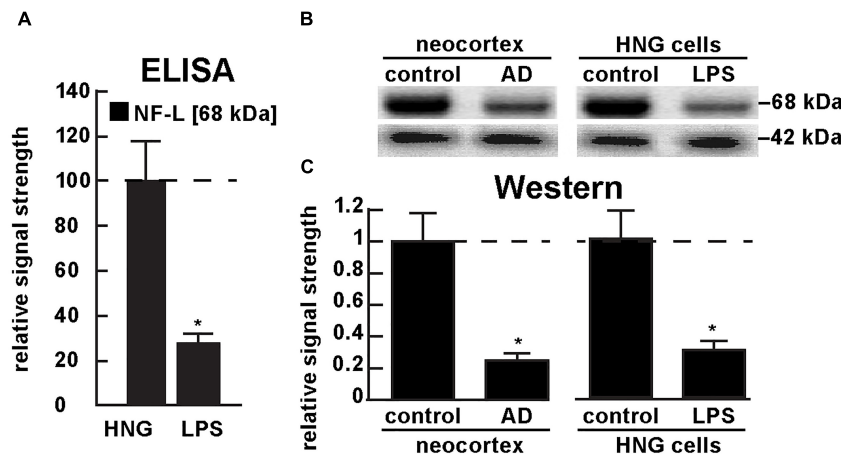 A
ELISA
relative signal strength
140
120
100
80
60
40
20
0
NF-L [68 kDa]
*
HNG LPS
B
neocortex HNG cells
control AD control LPS
68 kDa
42 kDa
C
Western
relative signal strength
1.2
1
0.8
0.6
0.4
0.2
0
* *
control AD control LPS
neocortex HNG cells